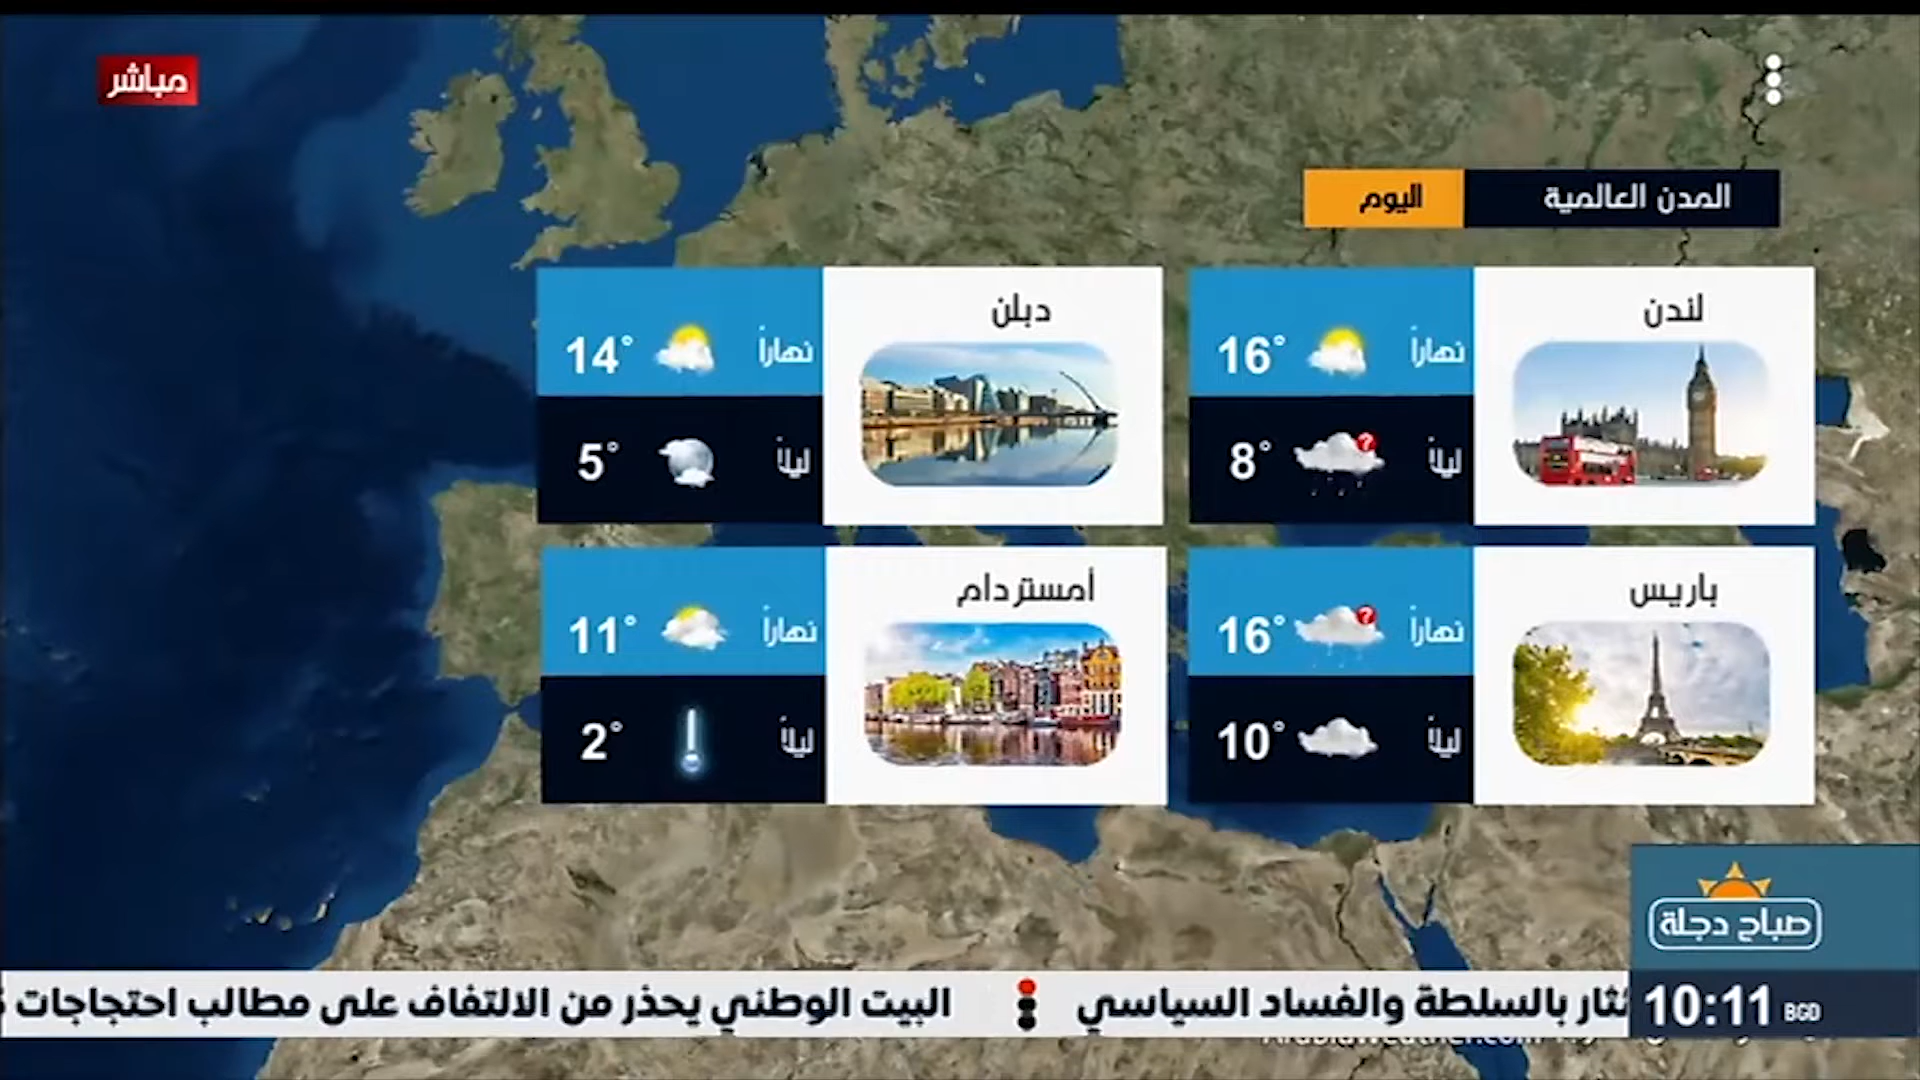 مباشر
المدن العالمية
اليوم
لندن
نهاراً
16°
ليلاً
8°
دبلن
نهاراً
14°
ليلاً
5°
باريس
نهاراً
16°
ليلاً
10°
أمستردام
نهاراً
11°
ليلاً
2°
صباح دجلة
بالسلطة والفساد السياسي
البيت الوطني يحذر من الالتفاف على مطالب احتجاجات
10:11 BGD